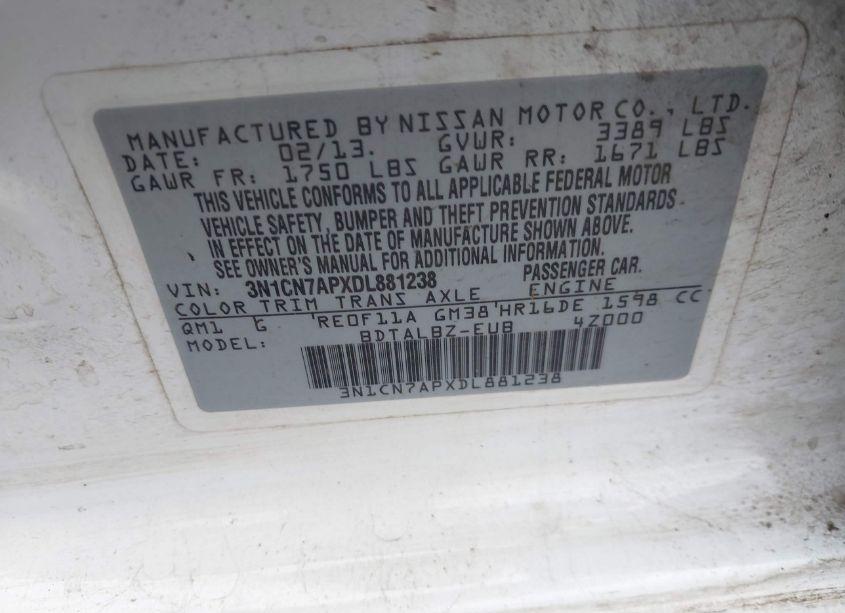 MANUFACTURED BY NISSAN MOTOR CO., LTD.
DATE: 02/13. GVWR: 3389 LBS
GAWR FR: 1750 LBS GAWR RR: 1671 LBS
THIS VEHICLE CONFORMS TO ALL APPLICABLE FEDERAL MOTOR
VEHICLE SAFETY, BUMPER AND THEFT PREVENTION STANDARDS
IN EFFECT ON THE DATE OF MANUFACTURE SHOWN ABOVE.
SEE OWNER'S MANUAL FOR ADDITIONAL INFORMATION.
VIN: 3N1CN7APXDL881238 PASSENGER CAR.
COLOR TRIM TRANS AXLE ENGINE
QM1 G RE0F11A GM38 HR16DE 1598 CC
MODEL: BDTALBZ-EUB 4Z000
3N1CN7APXDL881238